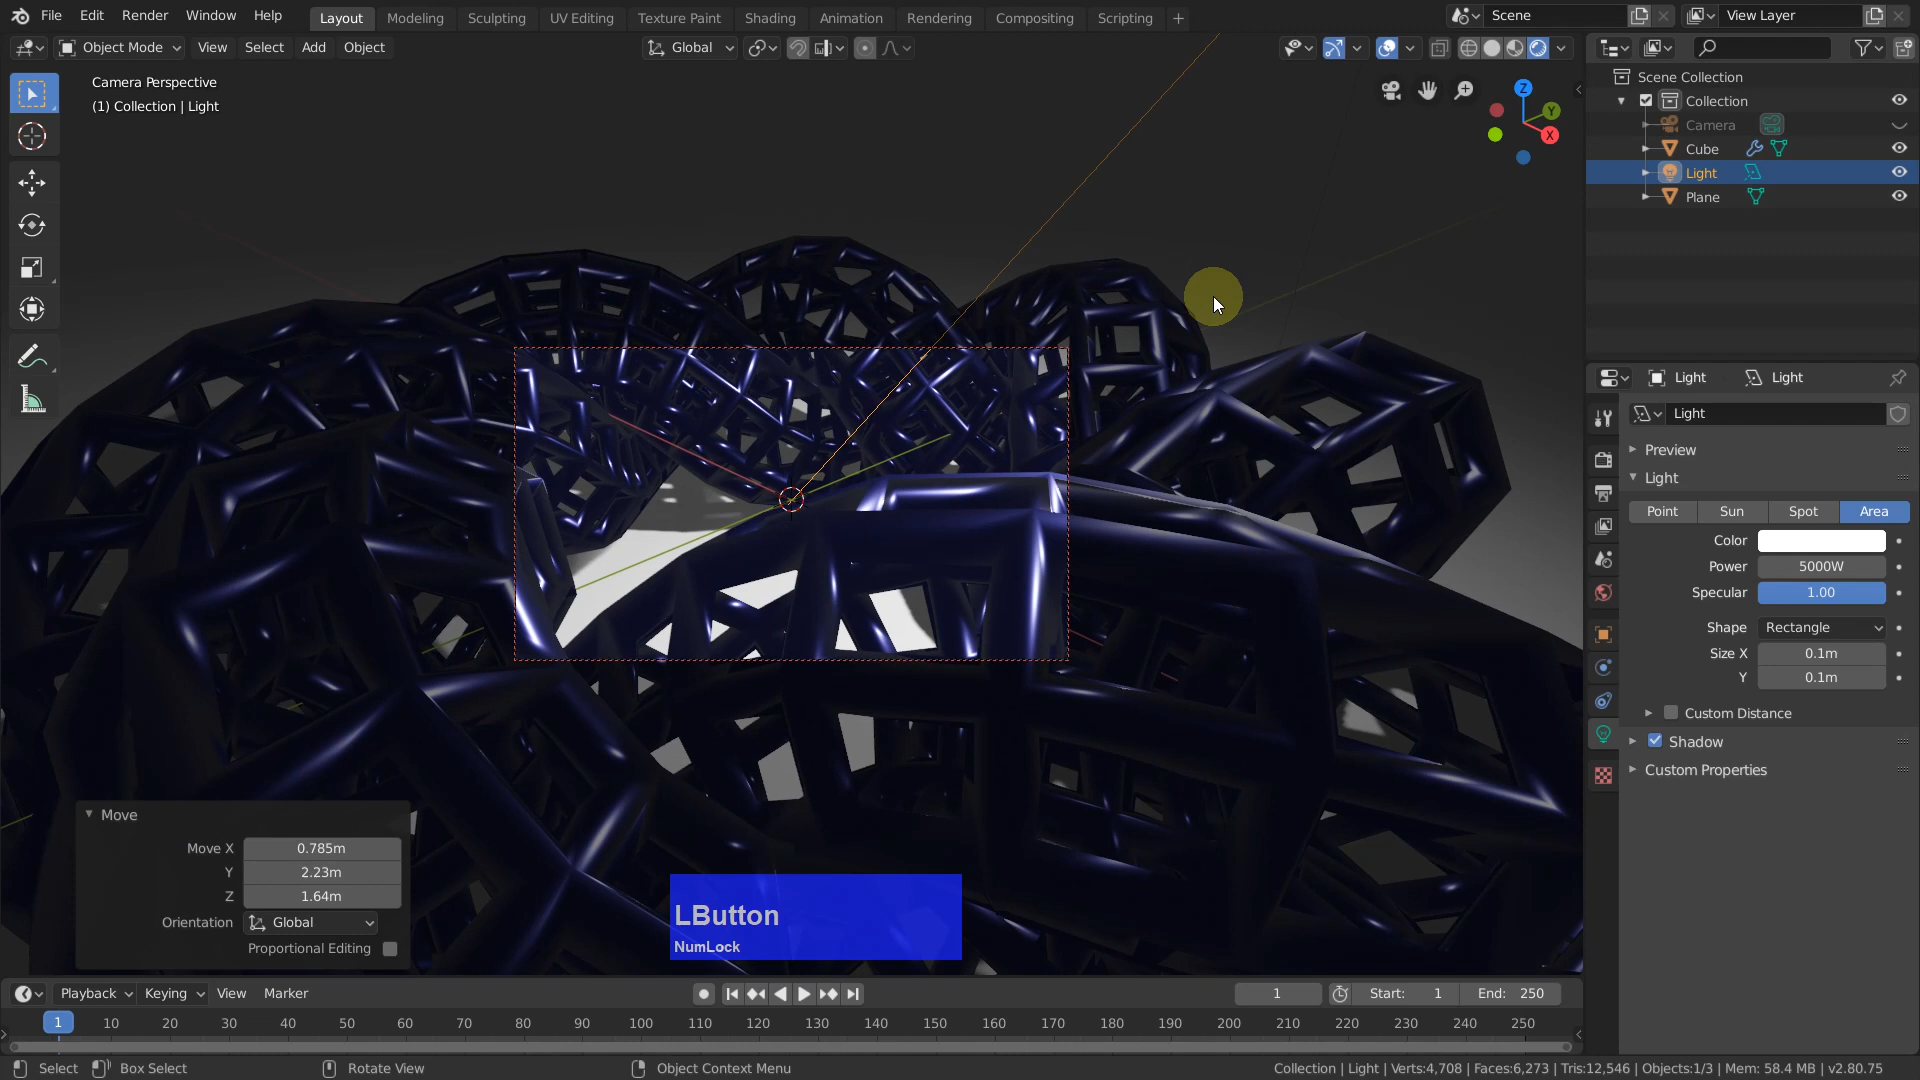 File Edit Render Window Help
Layout Modeling Sculpting UV Editing Texture Paint Shading Animation Rendering Compositing Scripting +
Scene
View Layer
Object Mode View Select Add Object
Global
Camera Perspective
(1) Collection | Light
Z
Y
X
Scene Collection
Collection
Camera
Cube
Light
Plane
Light Light
Light
Preview
Light
Point Sun Spot Area
Color
Power 5000W
Specular 1.00
Shape Rectangle
Size X 0.1m
Y 0.1m
Custom Distance
Shadow
Custom Properties
Move
Move X 0.785m
Y 2.23m
Z 1.64m
Orientation Global
Proportional Editing
LButton
NumLock
Playback Keying View Marker
1
Start: 1
End: 250
1 10 20 30 40 50 60 70 80 90 100 110 120 130 140 150 160 170 180 190 200 210 220 230 240 250
Select Box Select Rotate View Object Context Menu
Collection | Light | Verts:4,708 | Faces:6,273 | Tris:12,546 | Objects:1/3 | Mem: 58.4 MB | v2.80.75